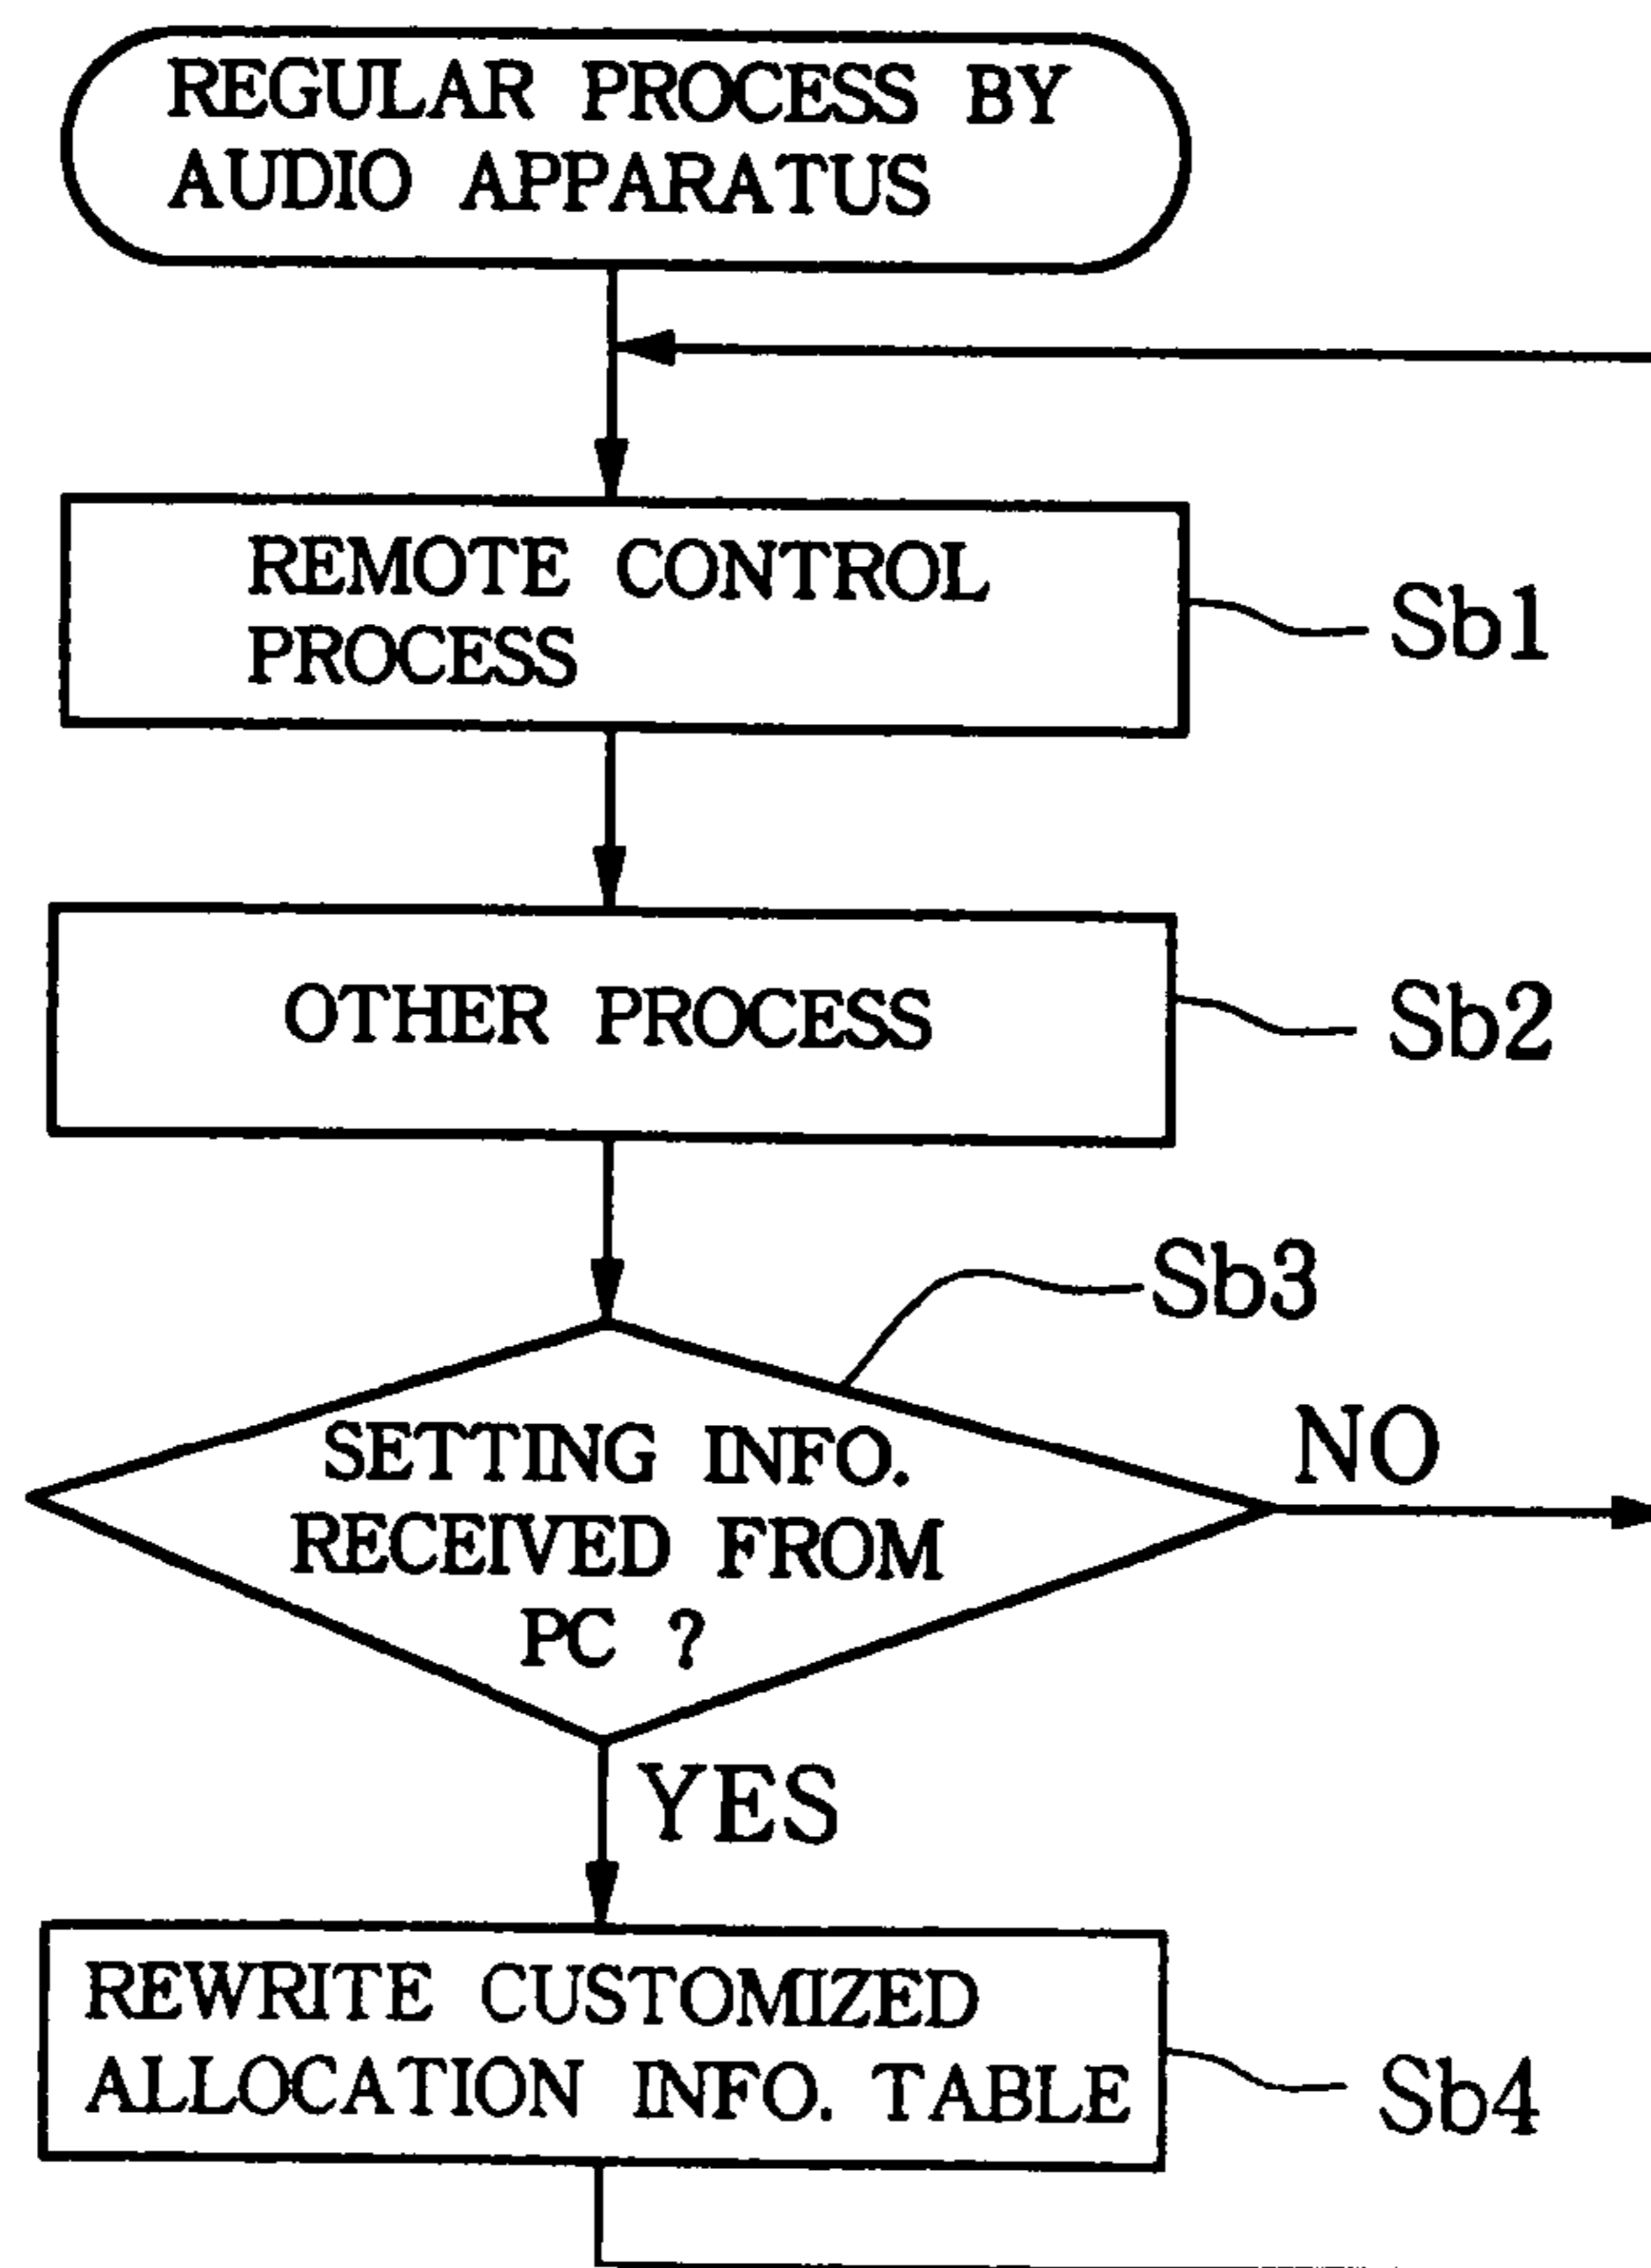 REGULAR PROCESS BY
AUDIO APPARATUS
REMOTE CONTROL
PROCESS
Sb1
OTHER PROCESS
Sb2
Sb3
SETTING INFO.
RECEIVED FROM
PC ?
NO
YES
REWRITE CUSTOMIZED
ALLOCATION INFO. TABLE
Sb4